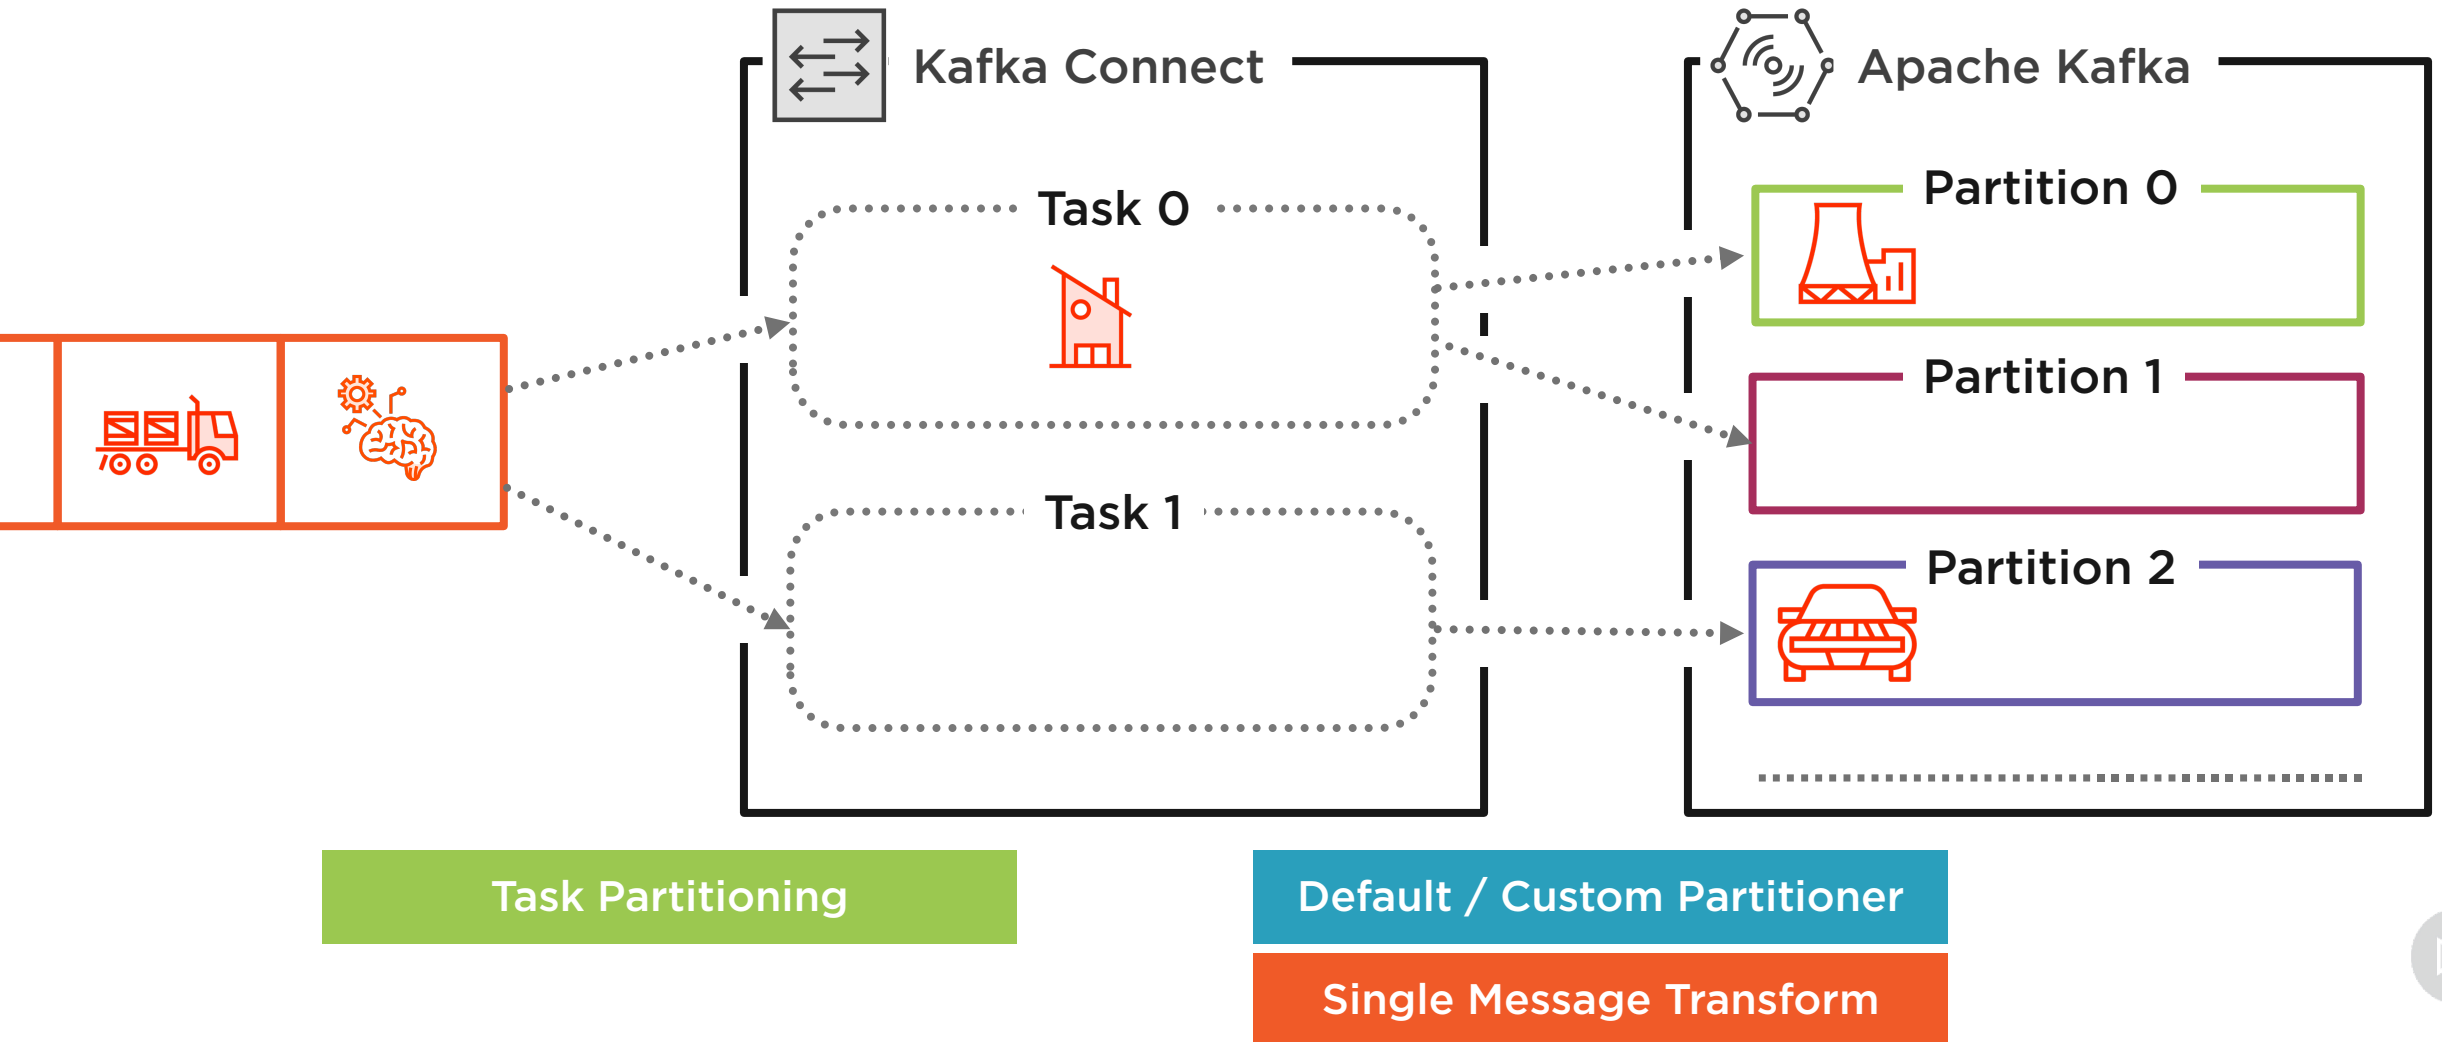 Kafka Connect
Apache Kafka
Task 0
Task 1
Partition 0
Partition 1
Partition 2
Task Partitioning
Default / Custom Partitioner
Single Message Transform